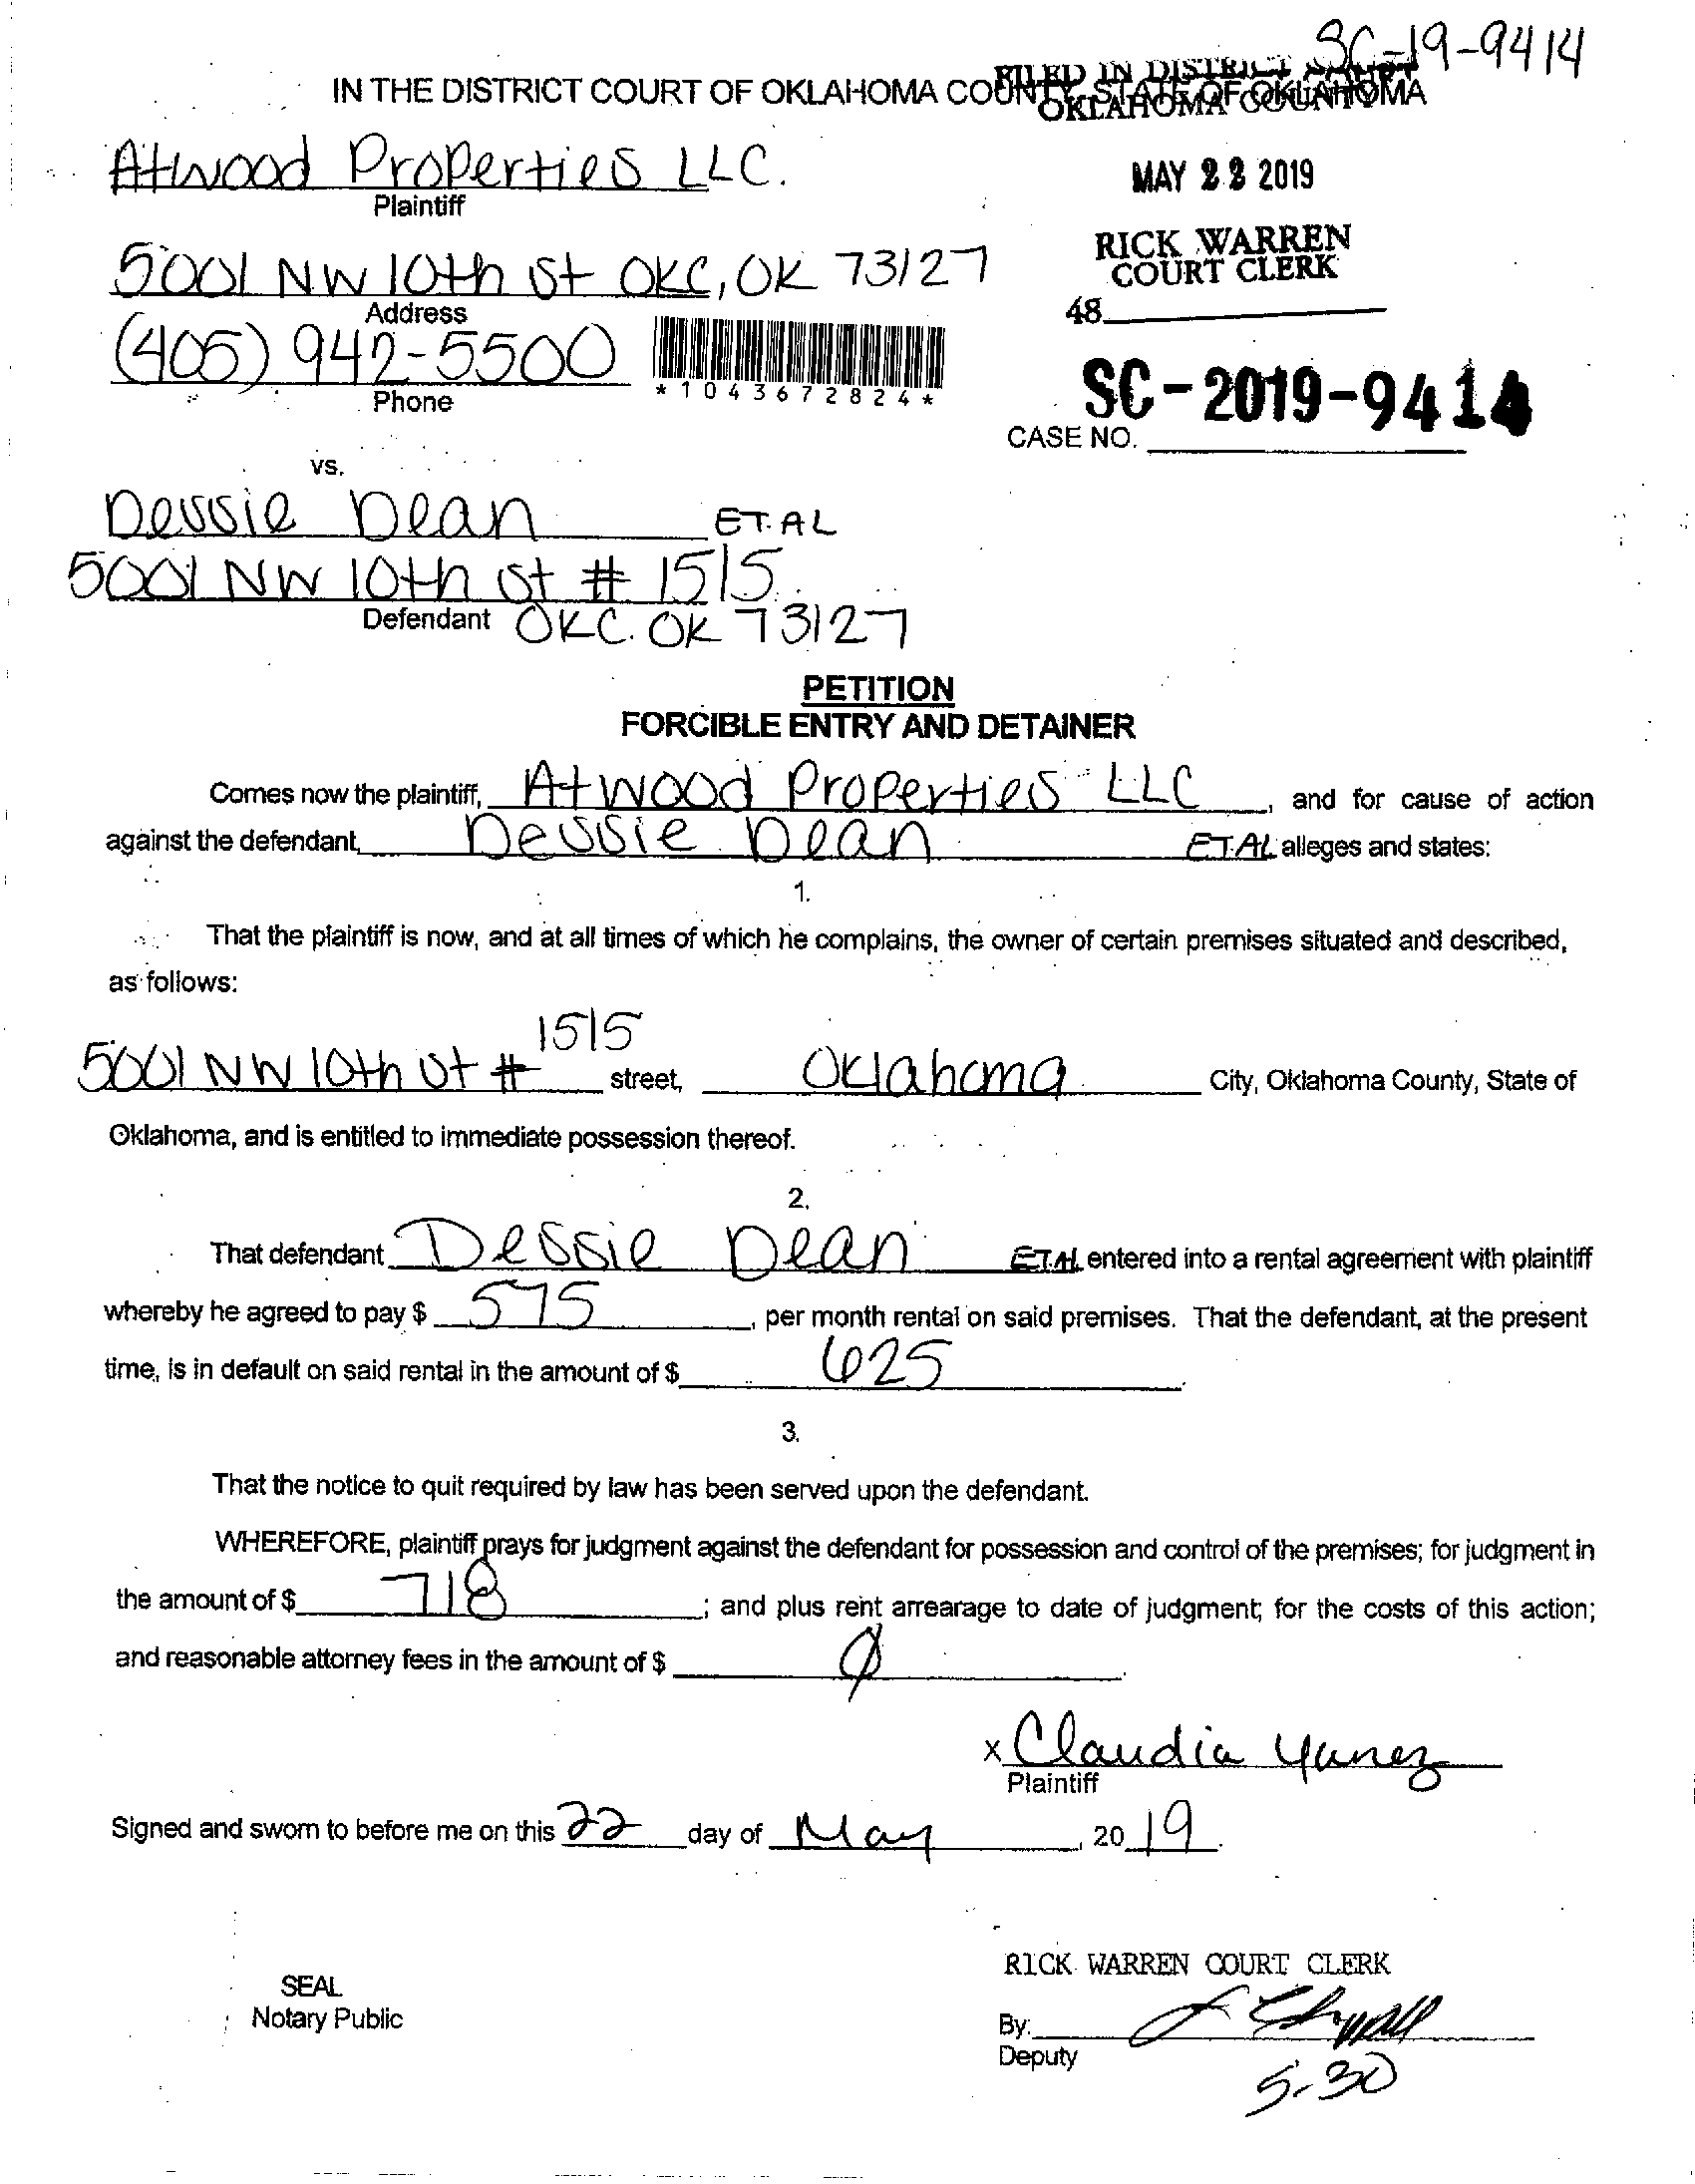 SC-19-9414
IN THE DISTRICT COURT OF OKLAHOMA COUNTY, STATE OF OKLAHOMA
FILED IN DISTRICT COURT
OKLAHOMA COUNTY
Atwood Properties LLC.
Plaintiff
MAY 22 2019
RICK WARREN
COURT CLERK
5001 NW 10th St OKC, OK 73127
Address
48
(405) 942-5500
*1043672824*
Phone
SC-2019-9414
CASE NO.
vs.
Dessie Dean ET. AL
5001 NW 10th St # 1515
Defendant OKC. OK 73127
PETITION
FORCIBLE ENTRY AND DETAINER
Comes now the plaintiff, Atwood Properties LLC, and for cause of action
against the defendant, Dessie Dean ET.AL alleges and states:
1.
That the plaintiff is now, and at all times of which he complains, the owner of certain premises situated and described,
as follows:
5001 NW 10th St # 1515 street, Oklahoma City, Oklahoma County, State of
Oklahoma, and is entitled to immediate possession thereof.
2.
That defendant Dessie Dean ET.AL entered into a rental agreement with plaintiff
whereby he agreed to pay $ 575, per month rental on said premises. That the defendant, at the present
time, is in default on said rental in the amount of $ 625.
3.
That the notice to quit required by law has been served upon the defendant.
WHEREFORE, plaintiff prays for judgment against the defendant for possession and control of the premises; for judgment in
the amount of $ 718; and plus rent arrearage to date of judgment; for the costs of this action;
and reasonable attorney fees in the amount of $ Ø.
x Claudia Yanez
Plaintiff
Signed and sworn to before me on this 22 day of May, 2019.
RICK WARREN COURT CLERK
SEAL
Notary Public
By:
Deputy
5-30